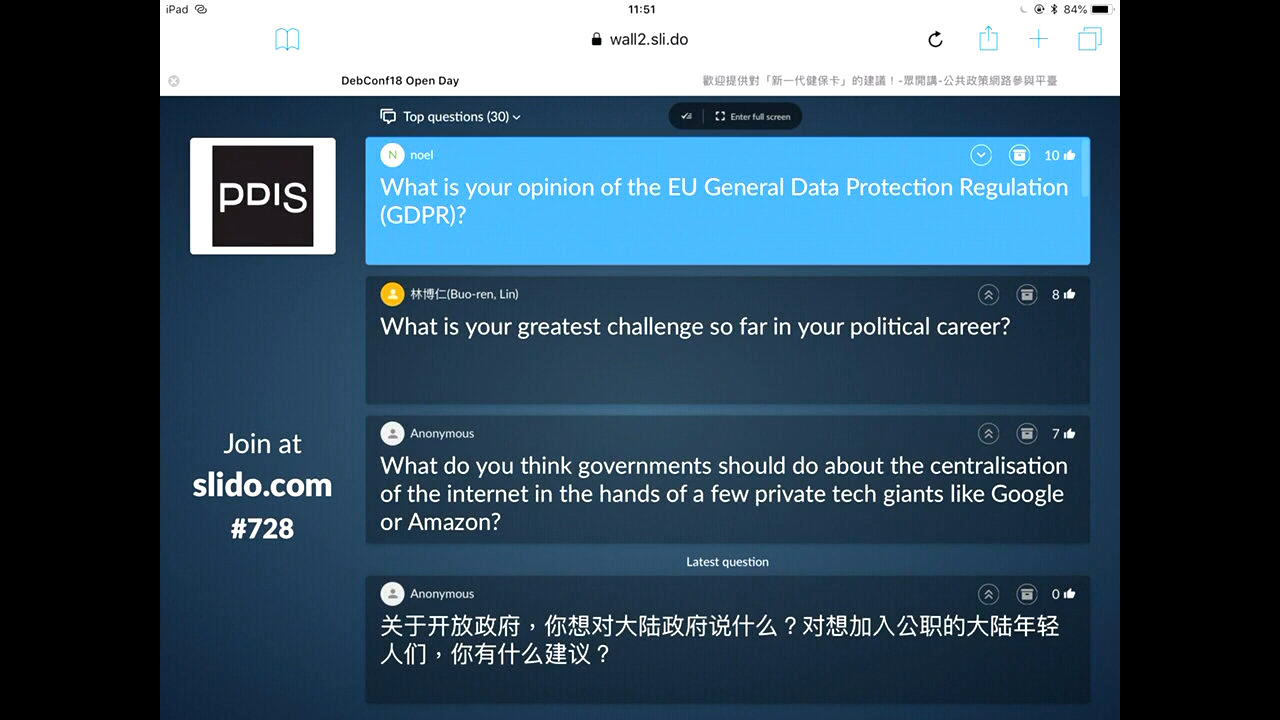 iPad
11:51
84%
wall2.sli.do
DebConf18 Open Day
歡迎提供對「新一代健保卡」的建議！-眾開講-公共政策網路參與平臺
Top questions (30)
Enter full screen
PDIS
N noel
10
What is your opinion of the EU General Data Protection Regulation
(GDPR)?
林博仁(Buo-ren, Lin)
8
What is your greatest challenge so far in your political career?
Anonymous
7
What do you think governments should do about the centralisation
of the internet in the hands of a few private tech giants like Google
or Amazon?
Join at
slido.com
#728
Latest question
Anonymous
0
关于开放政府，你想对大陆政府说什么？对想加入公职的大陆年轻
人们，你有什么建议？